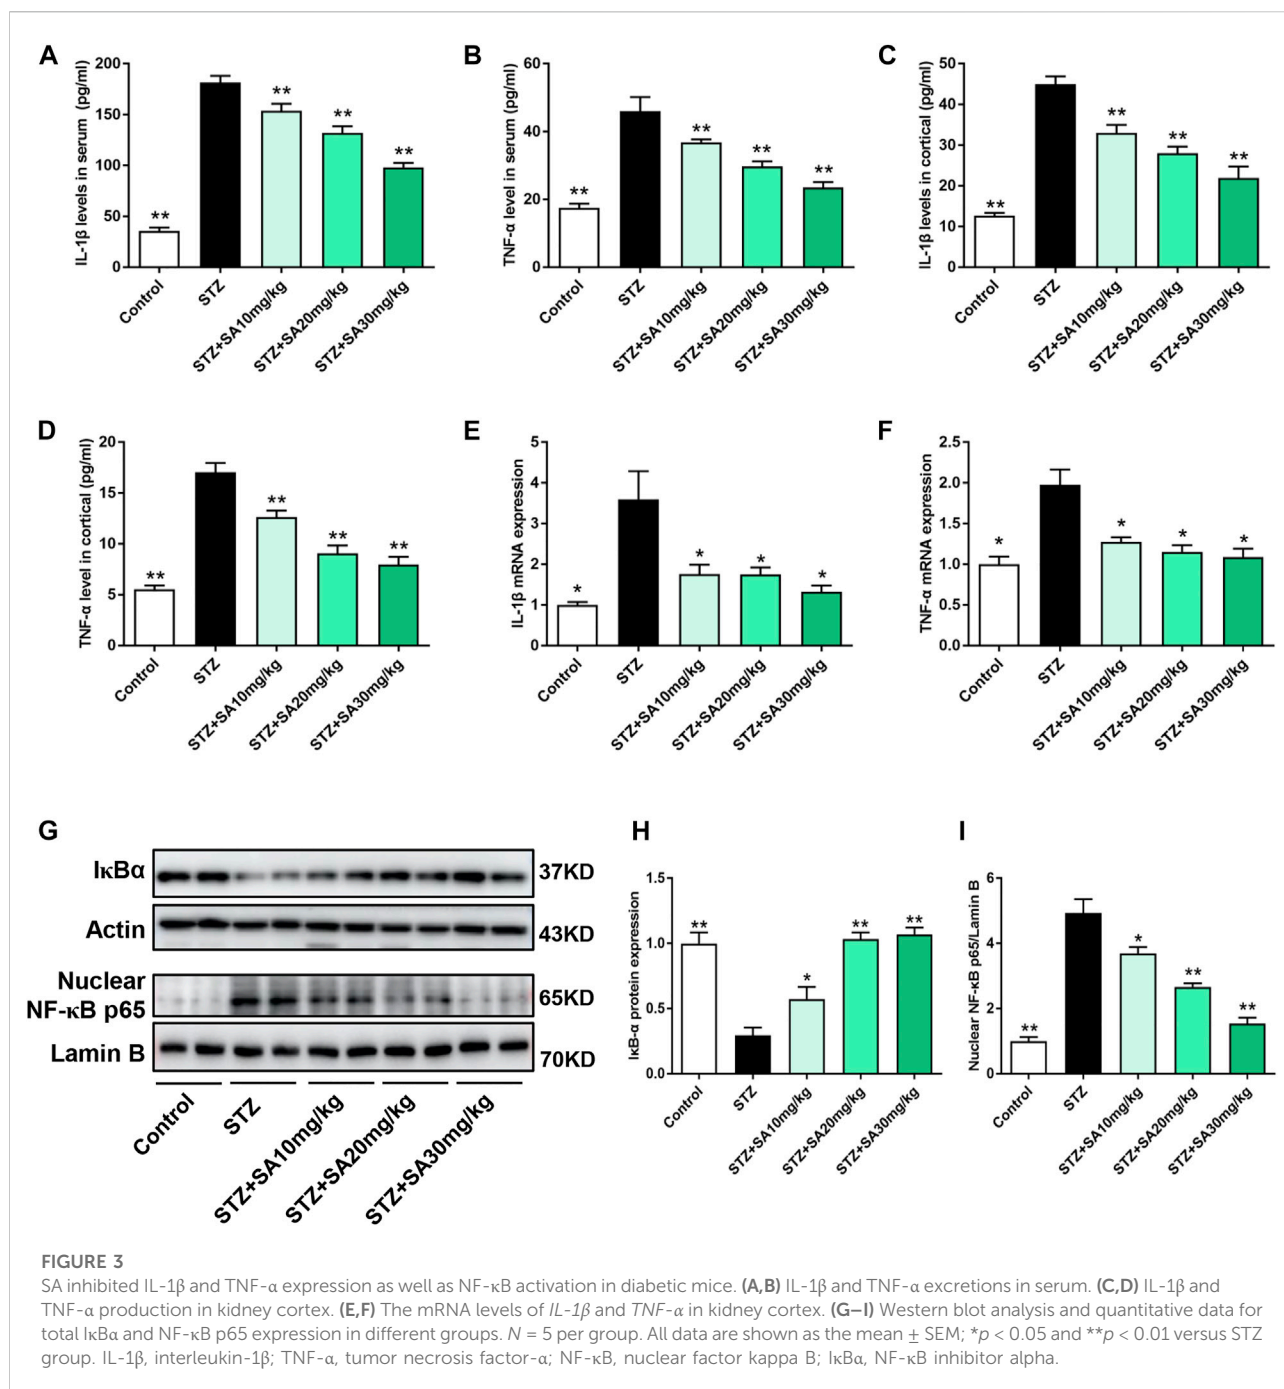 A
IL-1β levels in serum (pg/ml)
200
150
100
50
0
**
**
**
**
Control
STZ
STZ+SA10mg/kg
STZ+SA20mg/kg
STZ+SA30mg/kg
B
TNF-α level in serum (pg/ml)
60
40
20
0
**
**
**
**
Control
STZ
STZ+SA10mg/kg
STZ+SA20mg/kg
STZ+SA30mg/kg
C
IL-1β levels in cortical (pg/ml)
50
40
30
20
10
0
**
**
**
**
Control
STZ
STZ+SA10mg/kg
STZ+SA20mg/kg
STZ+SA30mg/kg
D
TNF-α level in cortical (pg/ml)
20
15
10
5
0
**
**
**
**
Control
STZ
STZ+SA10mg/kg
STZ+SA20mg/kg
STZ+SA30mg/kg
E
IL-1β mRNA expression
5
4
3
2
1
0
*
*
*
*
Control
STZ
STZ+SA10mg/kg
STZ+SA20mg/kg
STZ+SA30mg/kg
F
TNF-α mRNA expression
2.5
2.0
1.5
1.0
0.5
0.0
*
*
*
*
Control
STZ
STZ+SA10mg/kg
STZ+SA20mg/kg
STZ+SA30mg/kg
G
IκBα
37KD
Actin
43KD
Nuclear
NF-κB p65
65KD
Lamin B
70KD
Control
STZ
STZ+SA10mg/kg
STZ+SA20mg/kg
STZ+SA30mg/kg
H
IκB-α protein expression
1.5
1.0
0.5
0.0
**
*
**
**
Control
STZ
STZ+SA10mg/kg
STZ+SA20mg/kg
STZ+SA30mg/kg
I
Nuclear NF-κB p65/Lamin B
6
4
2
0
**
*
**
**
Control
STZ
STZ+SA10mg/kg
STZ+SA20mg/kg
STZ+SA30mg/kg
FIGURE 3
SA inhibited IL-1β and TNF-α expression as well as NF-κB activation in diabetic mice. (A,B) IL-1β and TNF-α excretions in serum. (C,D) IL-1β and
TNF-α production in kidney cortex. (E,F) The mRNA levels of IL-1β and TNF-α in kidney cortex. (G–I) Western blot analysis and quantitative data for
total IκBα and NF-κB p65 expression in different groups. N = 5 per group. All data are shown as the mean ± SEM; *p < 0.05 and **p < 0.01 versus STZ
group. IL-1β, interleukin-1β; TNF-α, tumor necrosis factor-α; NF-κB, nuclear factor kappa B; IκBα, NF-κB inhibitor alpha.